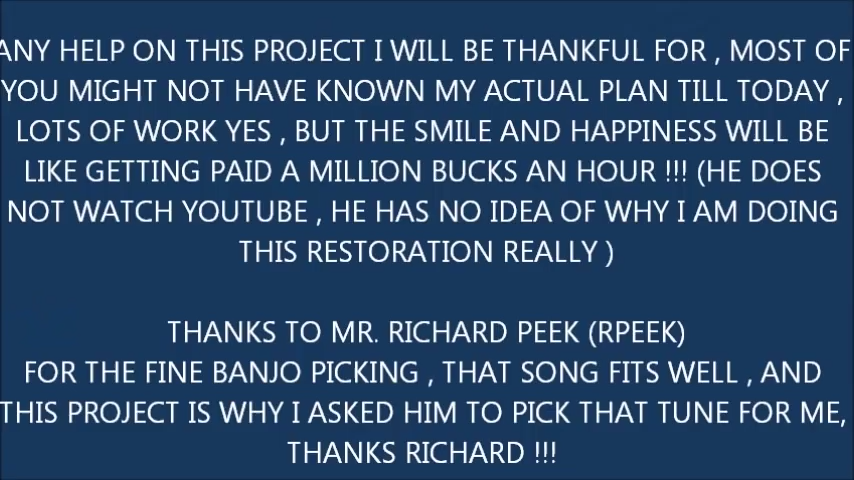 ANY HELP ON THIS PROJECT I WILL BE THANKFUL FOR , MOST OF
YOU MIGHT NOT HAVE KNOWN MY ACTUAL PLAN TILL TODAY ,
LOTS OF WORK YES , BUT THE SMILE AND HAPPINESS WILL BE
LIKE GETTING PAID A MILLION BUCKS AN HOUR !!! (HE DOES
NOT WATCH YOUTUBE , HE HAS NO IDEA OF WHY I AM DOING
THIS RESTORATION REALLY )
THANKS TO MR. RICHARD PEEK (RPEEK)
FOR THE FINE BANJO PICKING , THAT SONG FITS WELL , AND
THIS PROJECT IS WHY I ASKED HIM TO PICK THAT TUNE FOR ME,
THANKS RICHARD !!!